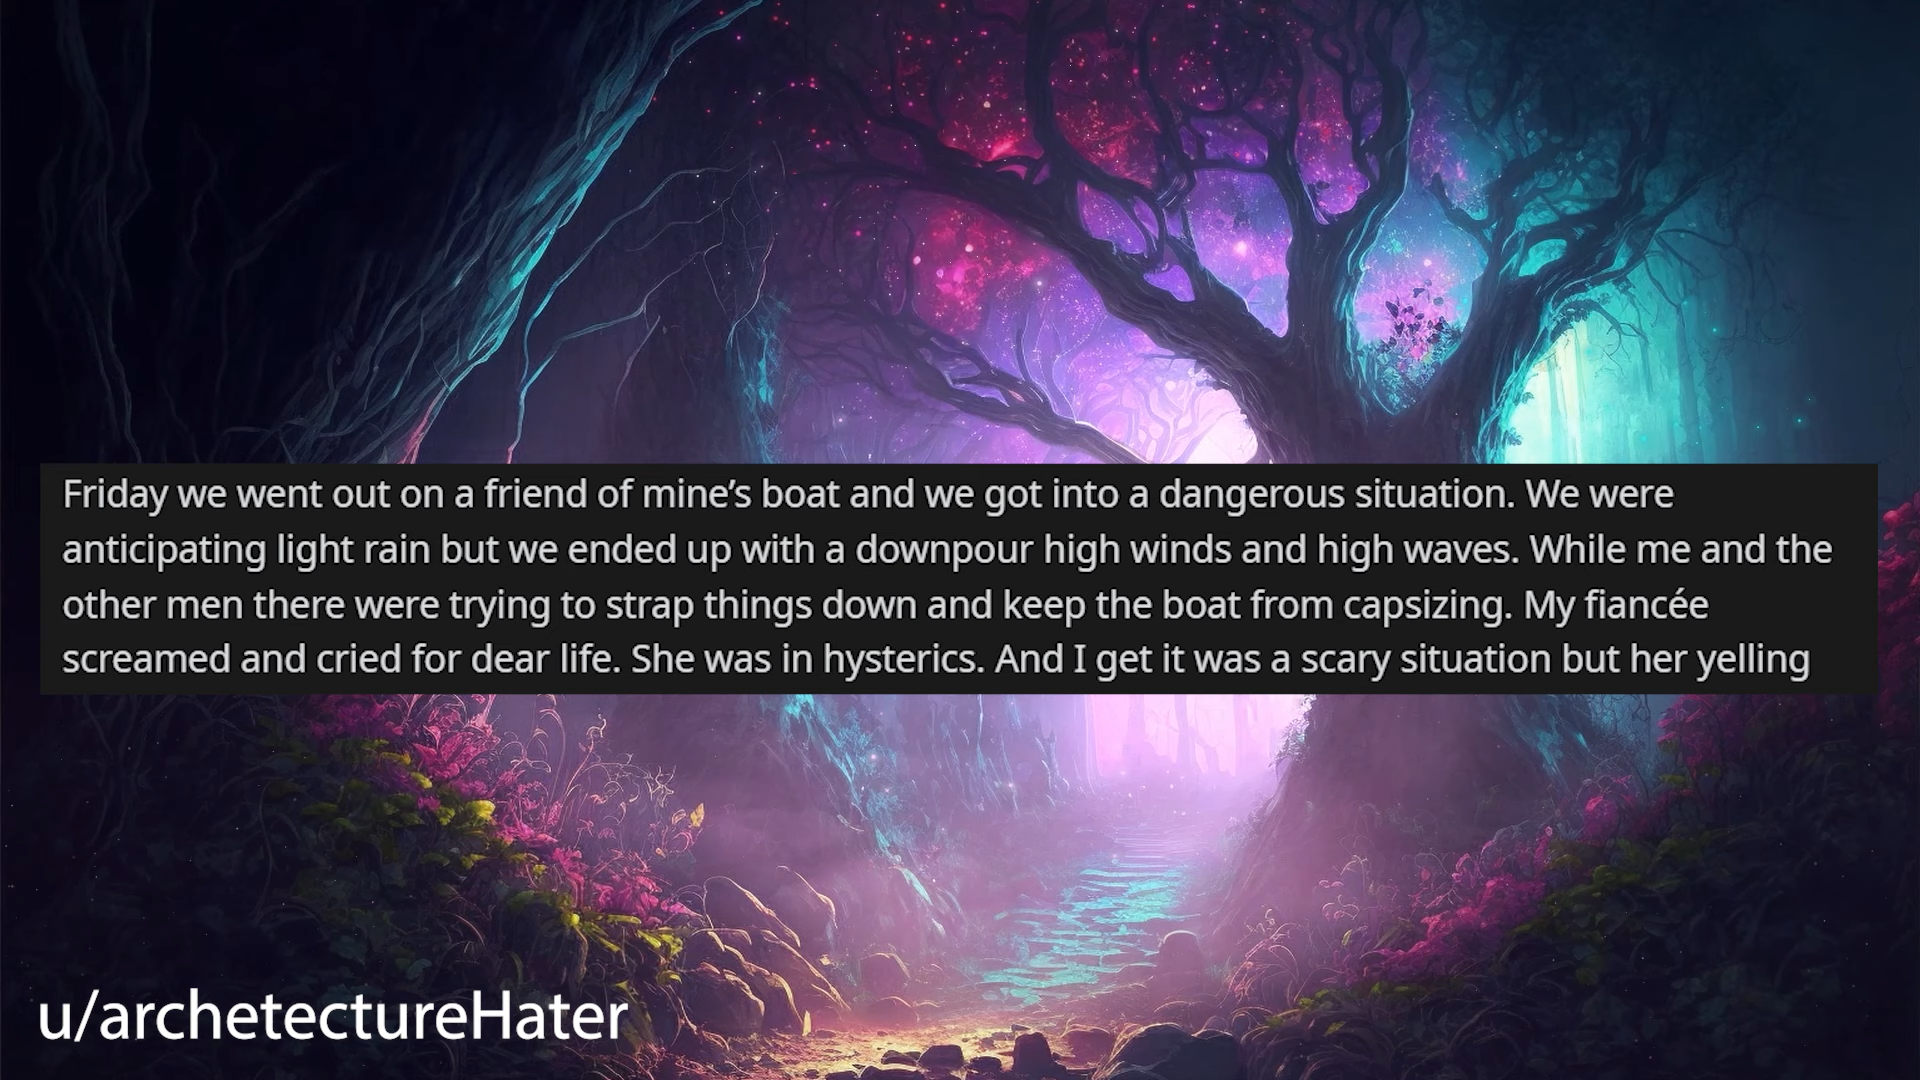 Friday we went out on a friend of mine’s boat and we got into a dangerous situation. We were
anticipating light rain but we ended up with a downpour high winds and high waves. While me and the
other men there were trying to strap things down and keep the boat from capsizing. My fiancée
screamed and cried for dear life. She was in hysterics. And I get it was a scary situation but her yelling
u/archetectureHater